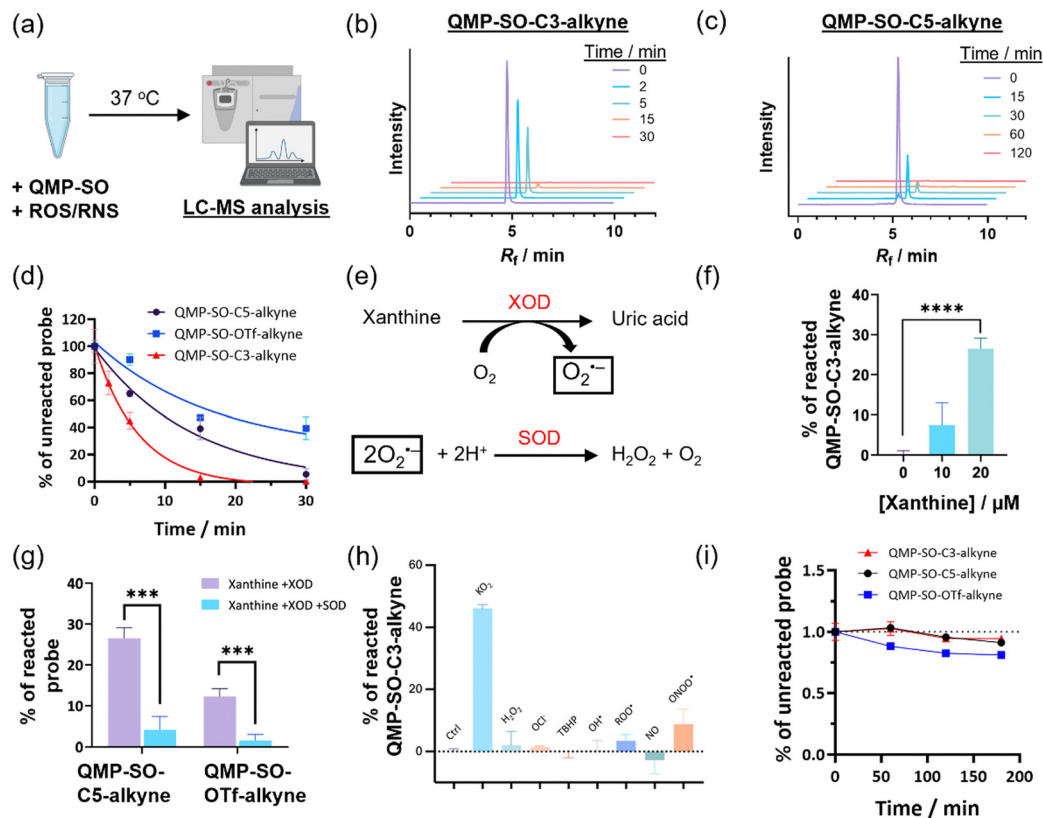 (a)
37 °C
+ QMP-SO
+ ROS/RNS
LC-MS analysis
(b)
QMP-SO-C3-alkyne
Time / min
0
2
5
15
30
Intensity
0
5
10
Rf / min
(c)
QMP-SO-C5-alkyne
Time / min
0
15
30
60
120
Intensity
0
5
10
Rf / min
(d)
QMP-SO-C5-alkyne
QMP-SO-OTf-alkyne
QMP-SO-C3-alkyne
% of unreacted probe
120
100
80
60
40
20
0
0
10
20
30
Time / min
(e)
XOD
Xanthine
Uric acid
O2
O2•−
SOD
2O2•− + 2H+
H2O2 + O2
(f)
% of reacted
QMP-SO-C3-alkyne
40
30
20
10
0
****
0
10
20
[Xanthine] / µM
(g)
% of reacted
probe
40
30
20
10
0
Xanthine +XOD
Xanthine +XOD +SOD
***
***
QMP-SO-
C5-alkyne
QMP-SO-
OTf-alkyne
(h)
% of reacted
QMP-SO-C3-alkyne
60
40
20
0
Ctrl
KO2
H2O2
OCl-
TBHP
OH•
ROO•
NO
ONOO•
(i)
QMP-SO-C3-alkyne
QMP-SO-C5-alkyne
QMP-SO-OTf-alkyne
% of unreacted probe
1.5
1.0
0.5
0
0
50
100
150
200
Time / min